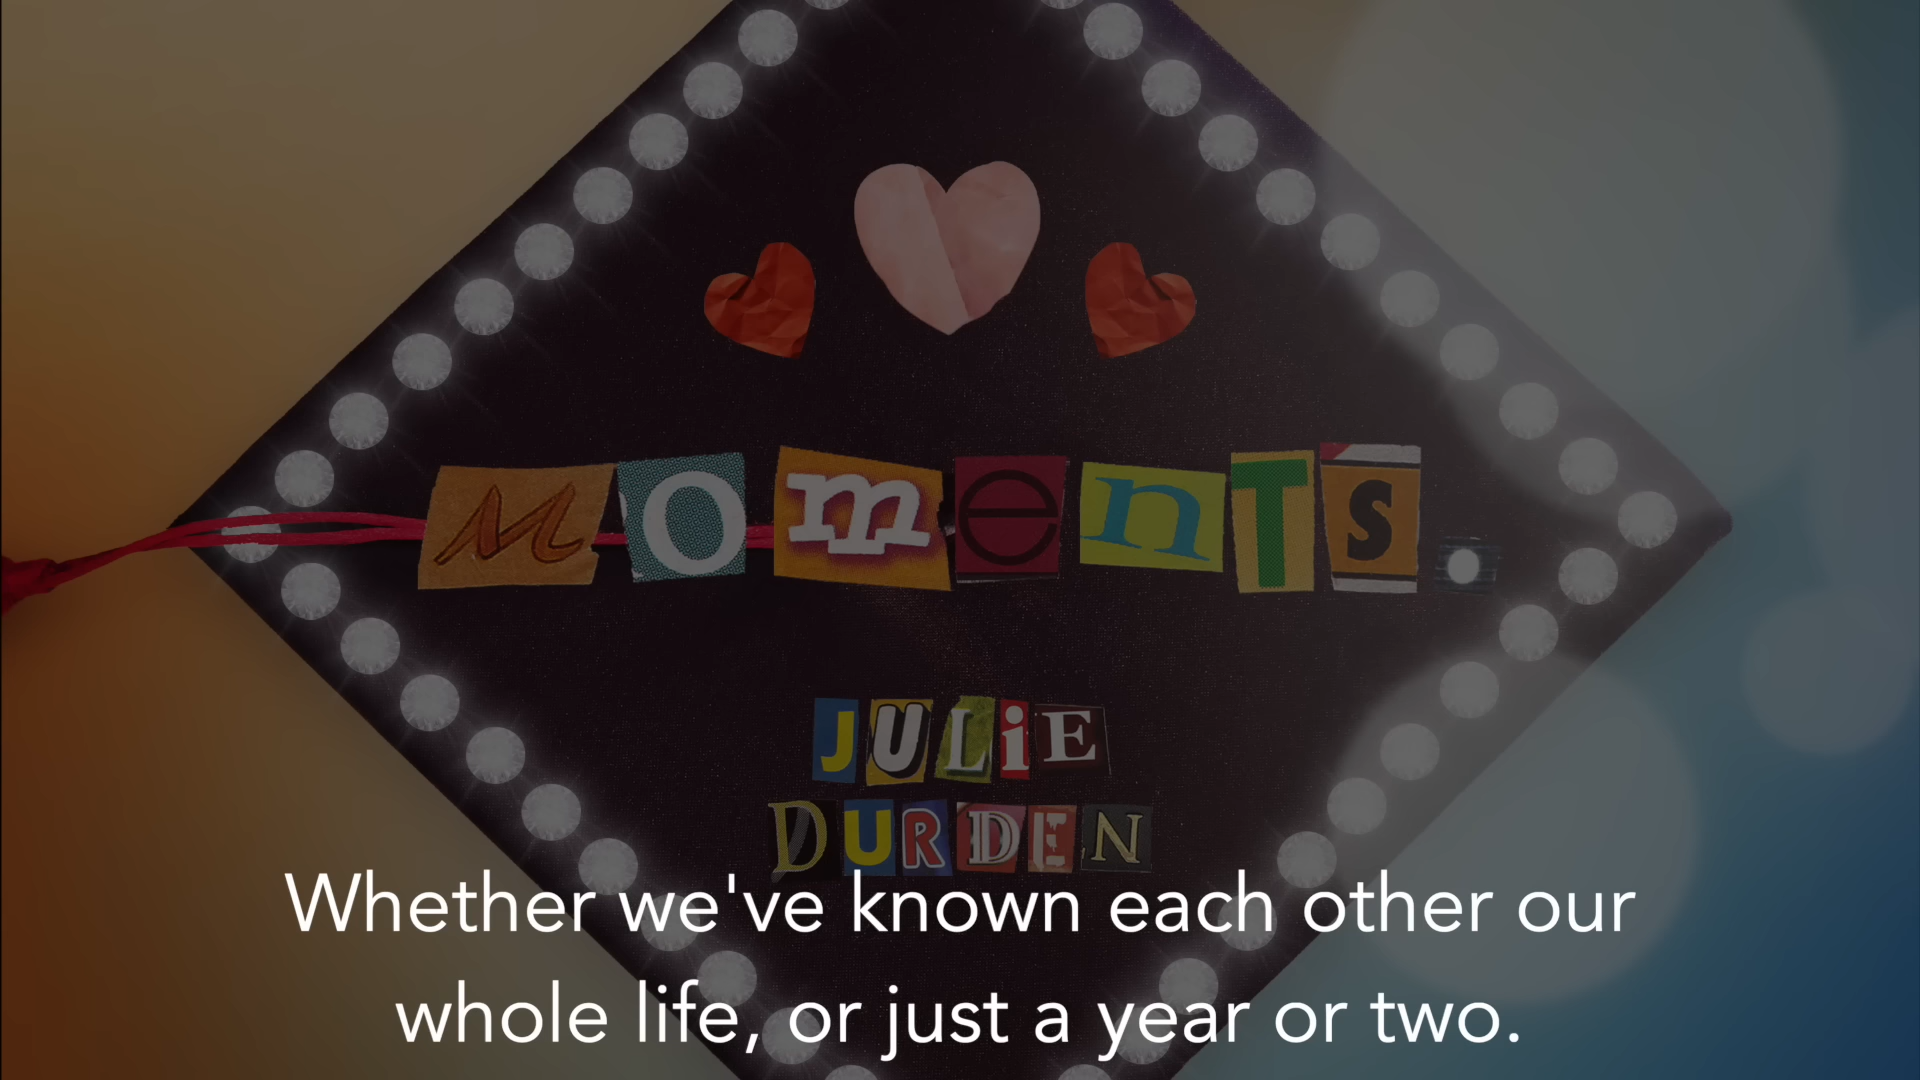 MOmenTS.
JULiE
DURDEN
Whether we've known each other our
whole life, or just a year or two.